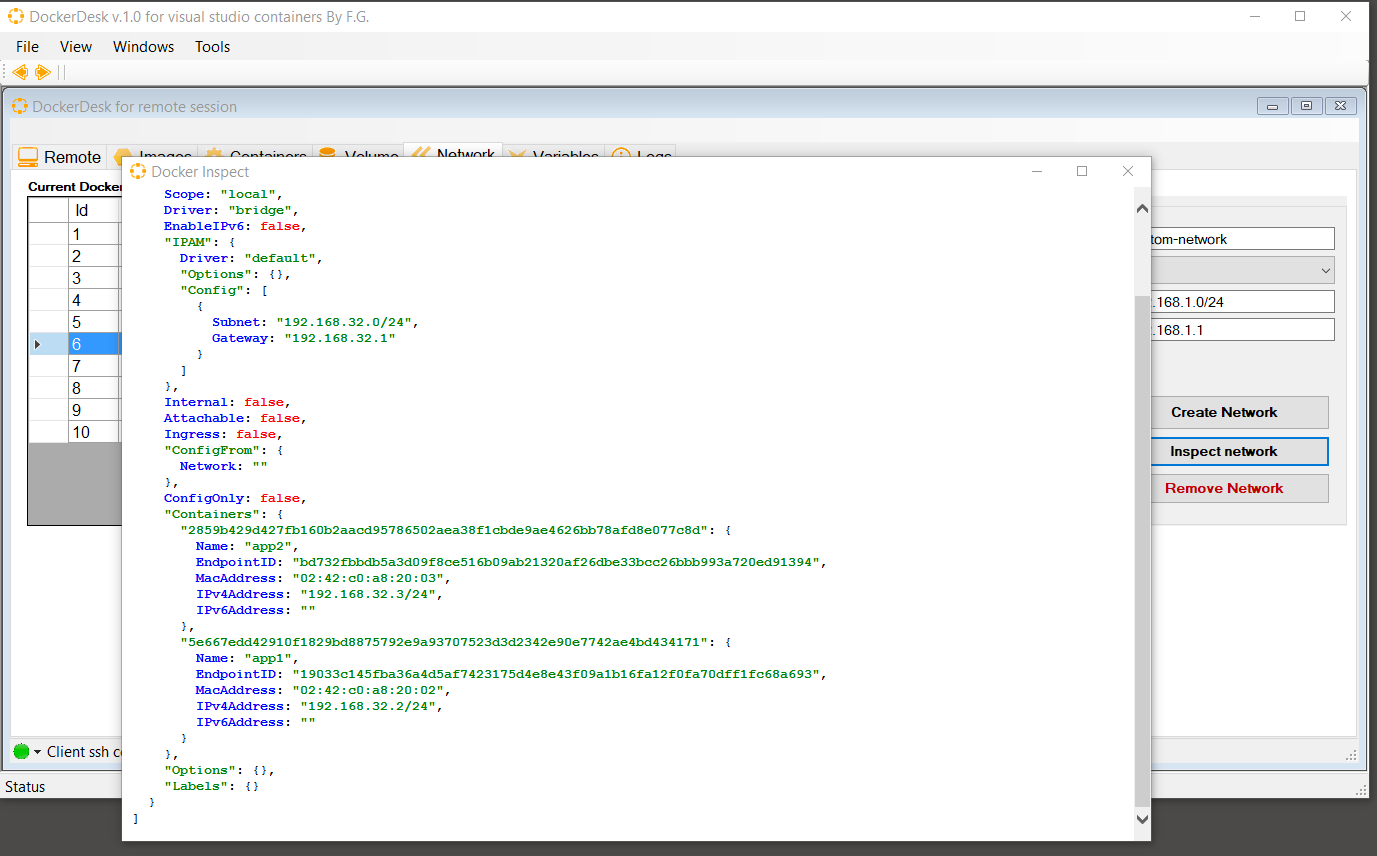 DockerDesk v.1.0 for visual studio containers By F.G.
File View Windows Tools
DockerDesk for remote session
Remote Images Containers Volume Network Variables Logs
Current Docker
Id
1
2
3
4
5
6
7
8
9
10
Docker Inspect
Scope: "local",
Driver: "bridge",
EnableIPv6: false,
"IPAM": {
Driver: "default",
"Options": {},
"Config": [
{
Subnet: "192.168.32.0/24",
Gateway: "192.168.32.1"
}
]
},
Internal: false,
Attachable: false,
Ingress: false,
"ConfigFrom": {
Network: ""
},
ConfigOnly: false,
"Containers": {
"2859b429d427fb160b2aacd95786502aea38f1cbde9ae4626bb78afd8e077c8d": {
Name: "app2",
EndpointID: "bd732fbbdb5a3d09f8ce516b09ab21320af26dbe33bcc26bbb993a720ed91394",
MacAddress: "02:42:c0:a8:20:03",
IPv4Address: "192.168.32.3/24",
IPv6Address: ""
},
"5e667edd42910f1829bd8875792e9a93707523d3d2342e90e7742ae4bd434171": {
Name: "app1",
EndpointID: "19033c145fba36a4d5af7423175d4e8e43f09a1b16fa12f0fa70dff1fc68a693",
MacAddress: "02:42:c0:a8:20:02",
IPv4Address: "192.168.32.2/24",
IPv6Address: ""
}
},
"Options": {},
"Labels": {}
}
]
tom-network
.168.1.0/24
.168.1.1
Create Network
Inspect network
Remove Network
Client ssh c
Status